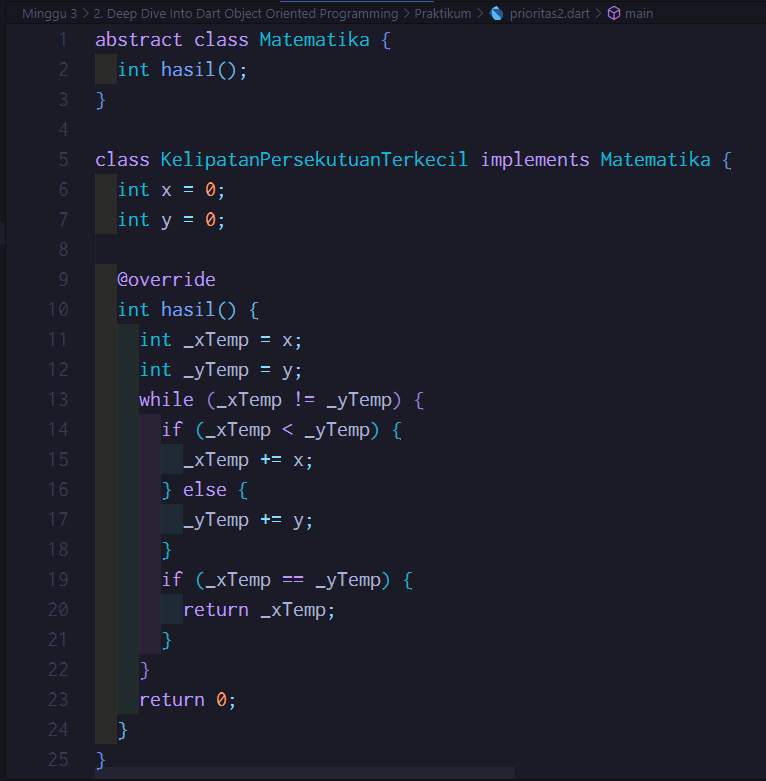 Minggu 3 > 2. Deep Dive Into Dart Object Oriented Programming > Praktikum > prioritas2.dart > main
1 abstract class Matematika {
2   int hasil();
3 }
4
5 class KelipatanPersekutuanTerkecil implements Matematika {
6   int x = 0;
7   int y = 0;
8
9   @override
10   int hasil() {
11     int _xTemp = x;
12     int _yTemp = y;
13     while (_xTemp != _yTemp) {
14       if (_xTemp < _yTemp) {
15         _xTemp += x;
16       } else {
17         _yTemp += y;
18       }
19       if (_xTemp == _yTemp) {
20         return _xTemp;
21       }
22     }
23     return 0;
24   }
25 }